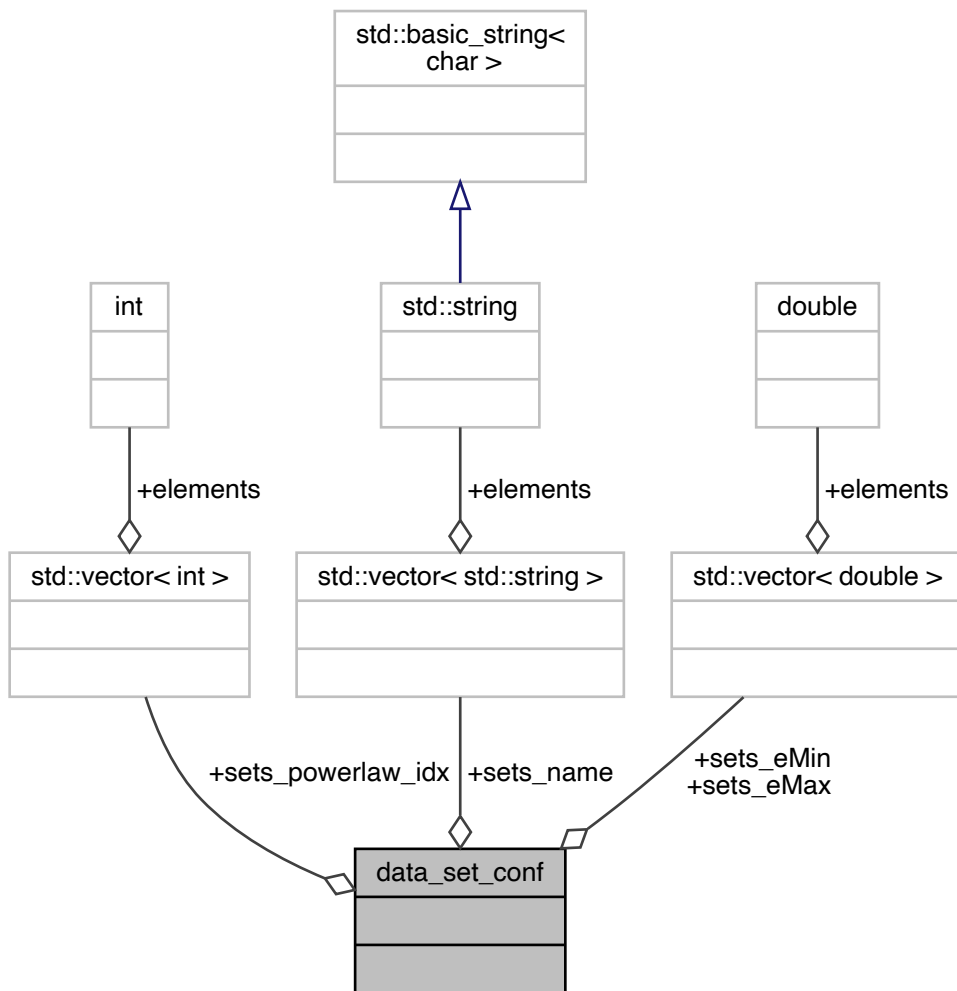 std::basic_string<
char >
int
std::string
double
+elements
+elements
+elements
std::vector< int >
std::vector< std::string >
std::vector< double >
+sets_powerlaw_idx
+sets_name
+sets_eMin
+sets_eMax
data_set_conf